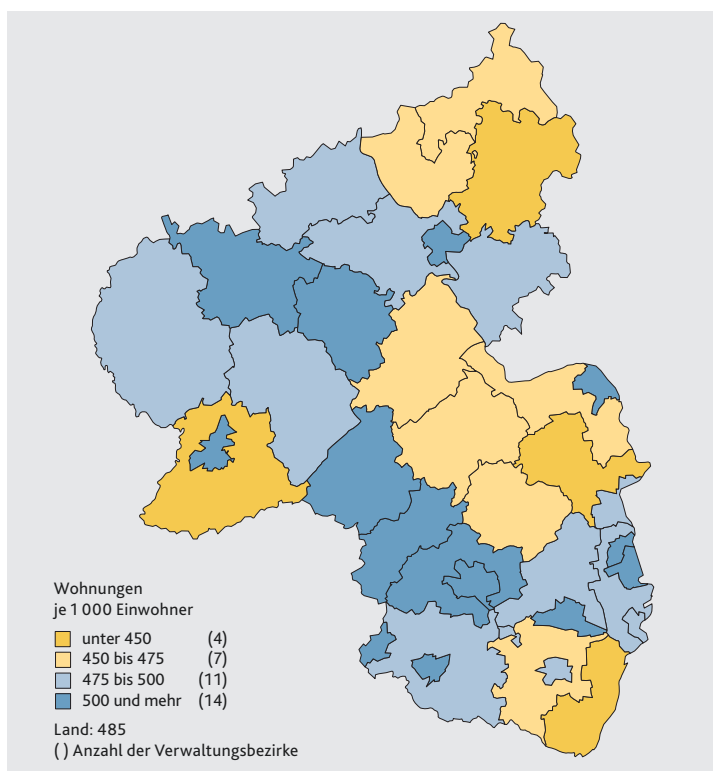 Wohnungen
je 1 000 Einwohner
unter 450 (4)
450 bis 475 (7)
475 bis 500 (11)
500 und mehr (14)
Land: 485
( ) Anzahl der Verwaltungsbezirke